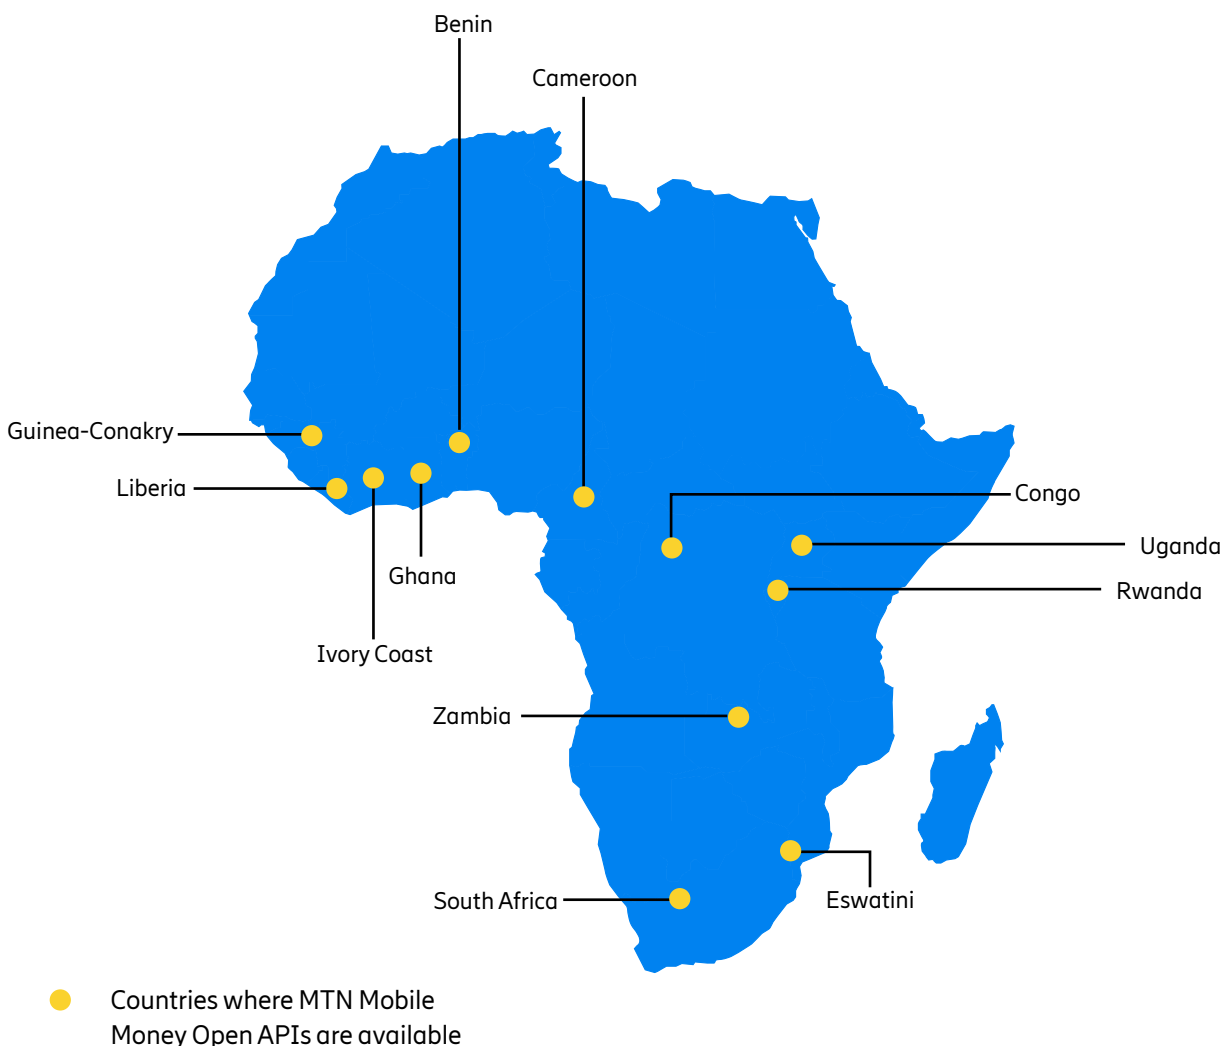 Benin
Cameroon
Guinea-Conakry
Liberia
Congo
Uganda
Ghana
Rwanda
Ivory Coast
Zambia
South Africa
Eswatini
Countries where MTN Mobile
Money Open APIs are available